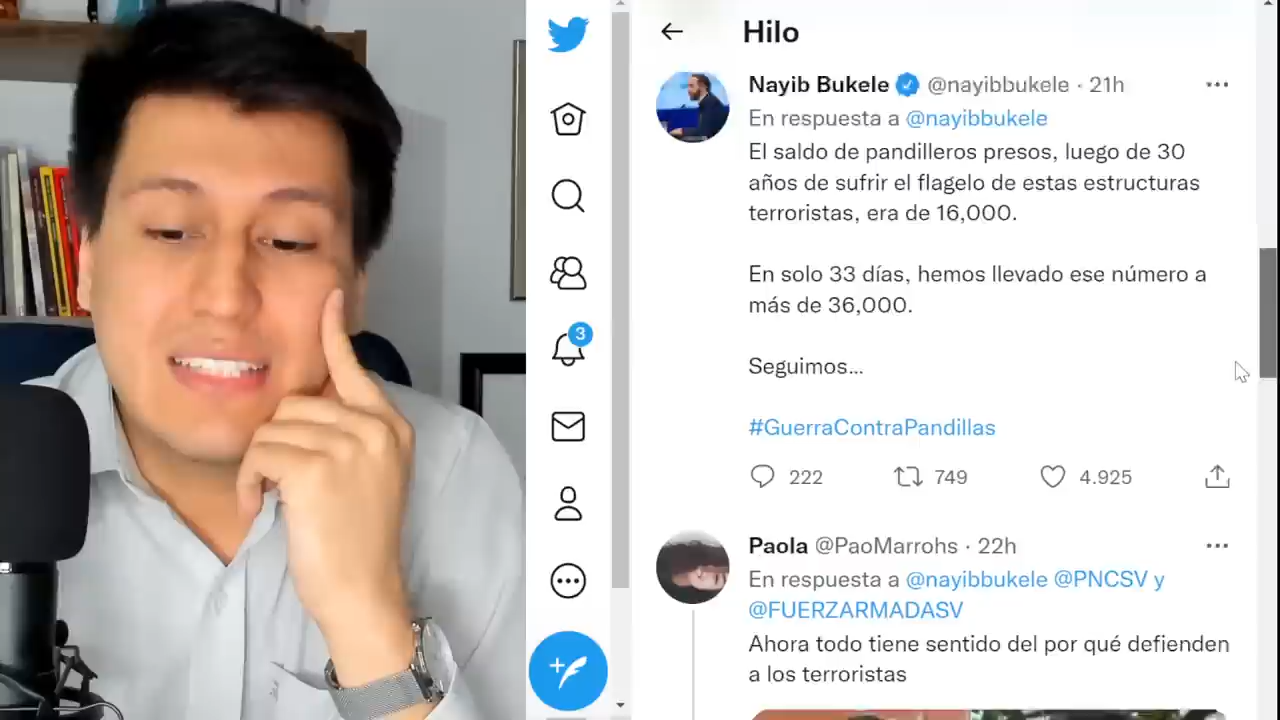 Hilo
Nayib Bukele @nayibbukele · 21h
En respuesta a @nayibbukele
El saldo de pandilleros presos, luego de 30
años de sufrir el flagelo de estas estructuras
terroristas, era de 16,000.
En solo 33 días, hemos llevado ese número a
más de 36,000.
Seguimos...
#GuerraContraPandillas
222 749 4.925
3
Paola @PaoMarrohs · 22h
En respuesta a @nayibbukele @PNCSV y
@FUERZARMADASV
Ahora todo tiene sentido del por qué defienden
a los terroristas